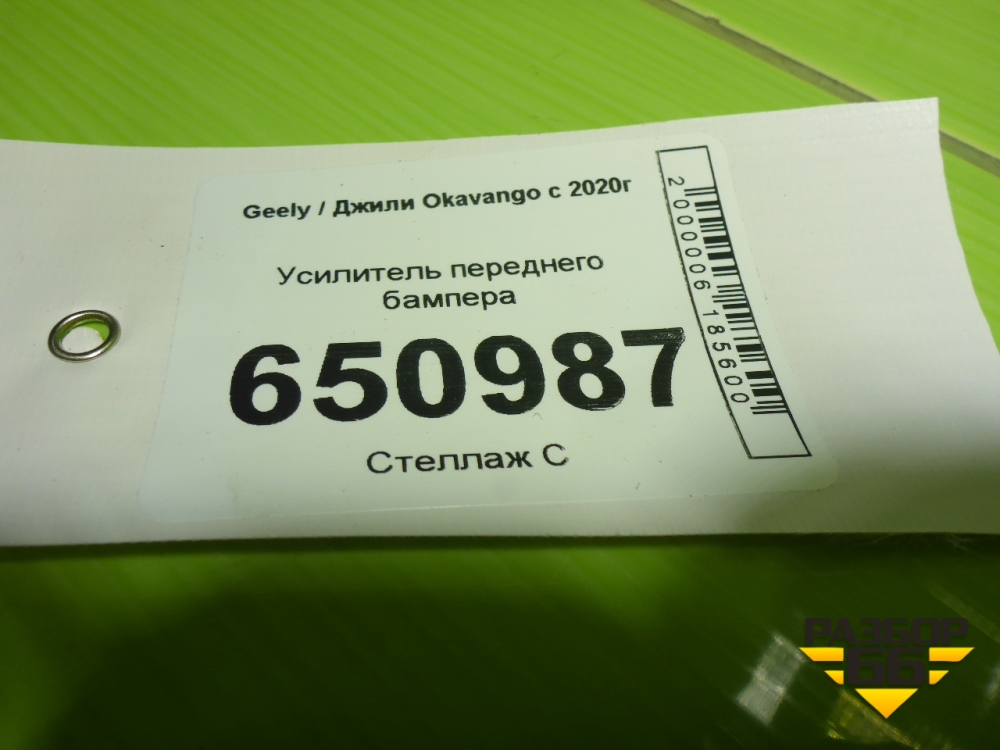 Geely / Джили Okavango с 2020г
Усилитель переднего
бампера
650987
Стеллаж С
2000006185600
РАЗБОР
66